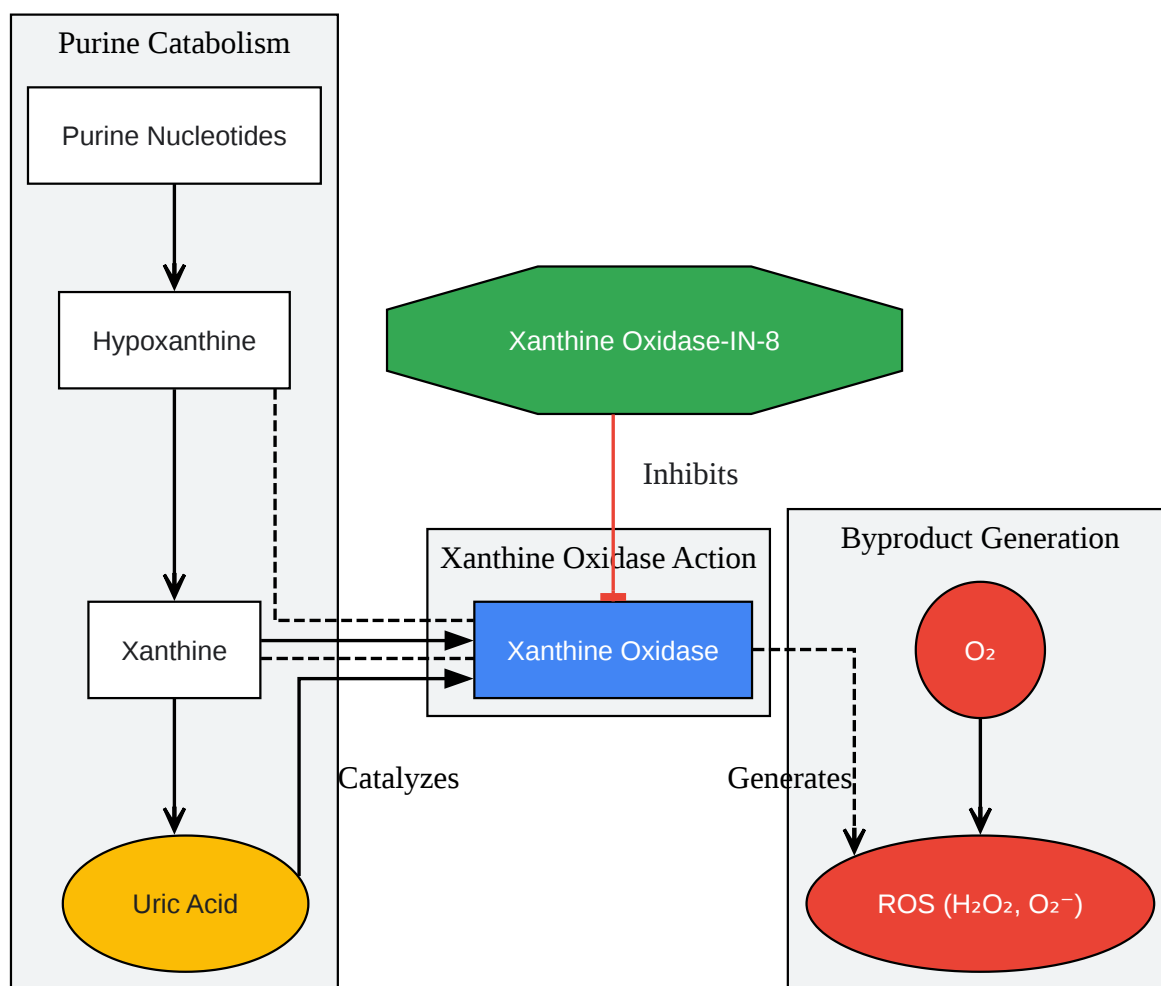 Purine Catabolism
Purine Nucleotides
Hypoxanthine
Xanthine Oxidase-IN-8
Inhibits
Xanthine Oxidase Action
Byproduct Generation
Xanthine
Xanthine Oxidase
O₂
Catalyzes
Generates
Uric Acid
ROS (H₂O₂, O₂⁻)